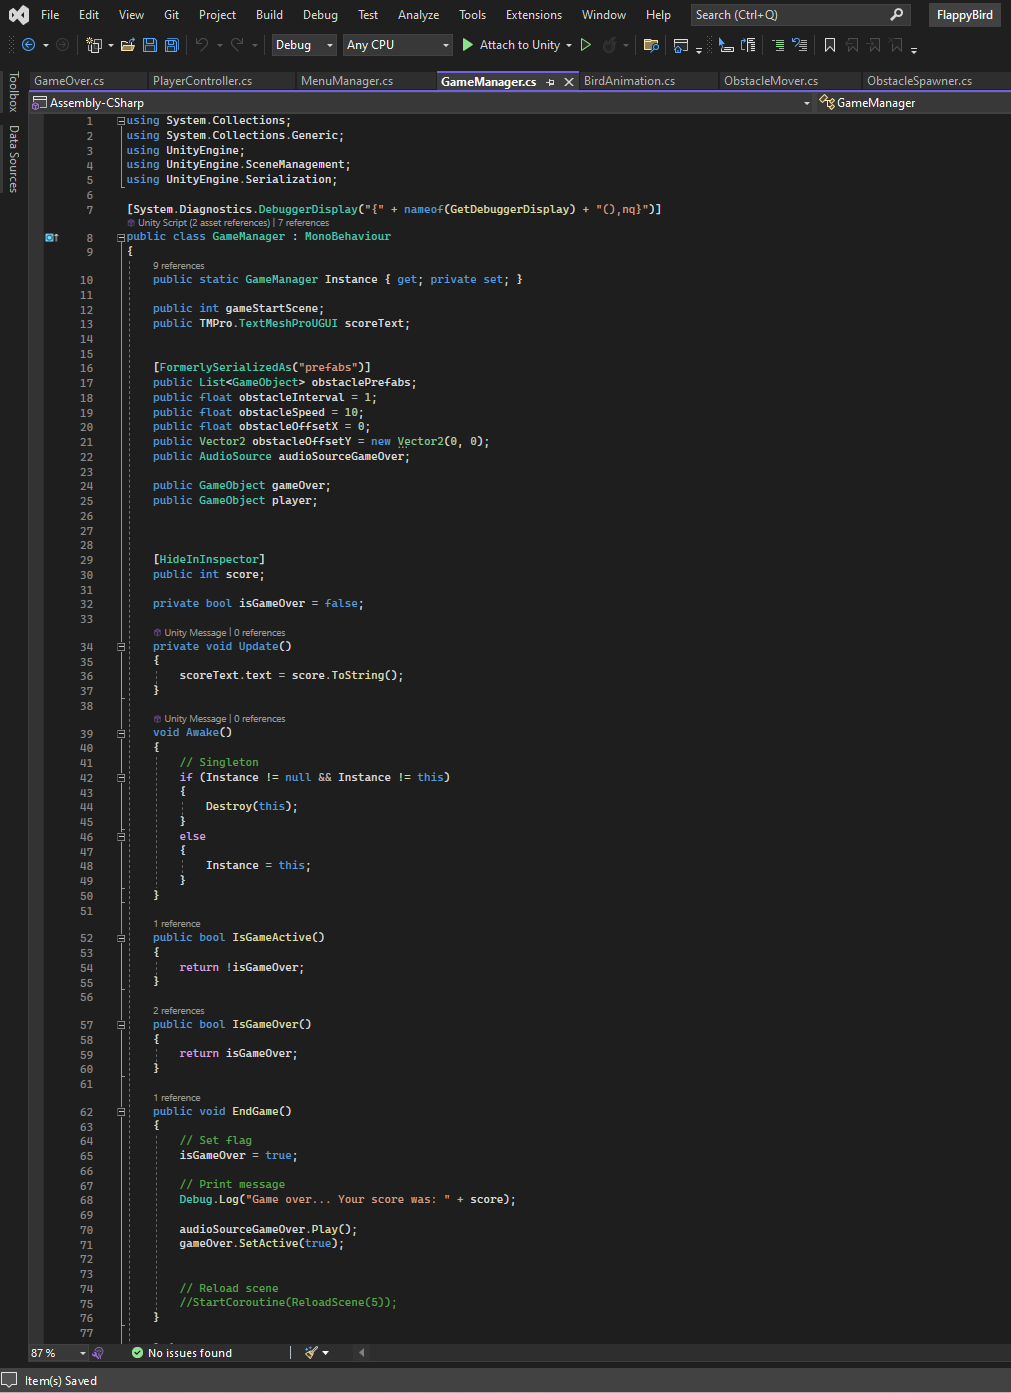 File Edit View Git Project Build Debug Test Analyze Tools Extensions Window Help Search (Ctrl+Q) FlappyBird
Debug Any CPU Attach to Unity
GameOver.cs PlayerController.cs MenuManager.cs GameManager.cs BirdAnimation.cs ObstacleMover.cs ObstacleSpawner.cs
Toolbox
Data Sources
Assembly-CSharp GameManager
1 using System.Collections;
2 using System.Collections.Generic;
3 using UnityEngine;
4 using UnityEngine.SceneManagement;
5 using UnityEngine.Serialization;
6
7 [System.Diagnostics.DebuggerDisplay("{" + nameof(GetDebuggerDisplay) + "(),nq}")]
Unity Script (2 asset references) | 7 references
8 public class GameManager : MonoBehaviour
9 {
9 references
10 public static GameManager Instance { get; private set; }
11
12 public int gameStartScene;
13 public TMPro.TextMeshProUGUI scoreText;
14
15
16 [FormerlySerializedAs("prefabs")]
17 public List<GameObject> obstaclePrefabs;
18 public float obstacleInterval = 1;
19 public float obstacleSpeed = 10;
20 public float obstacleOffsetX = 0;
21 public Vector2 obstacleOffsetY = new Vector2(0, 0);
22 public AudioSource audioSourceGameOver;
23
24 public GameObject gameOver;
25 public GameObject player;
26
27
28
29 [HideInInspector]
30 public int score;
31
32 private bool isGameOver = false;
33
Unity Message | 0 references
34 private void Update()
35 {
36 scoreText.text = score.ToString();
37 }
38
Unity Message | 0 references
39 void Awake()
40 {
41 // Singleton
42 if (Instance != null && Instance != this)
43 {
44 Destroy(this);
45 }
46 else
47 {
48 Instance = this;
49 }
50 }
51
1 reference
52 public bool IsGameActive()
53 {
54 return !isGameOver;
55 }
56
2 references
57 public bool IsGameOver()
58 {
59 return isGameOver;
60 }
61
1 reference
62 public void EndGame()
63 {
64 // Set flag
65 isGameOver = true;
66
67 // Print message
68 Debug.Log("Game over... Your score was: " + score);
69
70 audioSourceGameOver.Play();
71 gameOver.SetActive(true);
72
73
74 // Reload scene
75 //StartCoroutine(ReloadScene(5));
76 }
77
87 % No issues found
Item(s) Saved